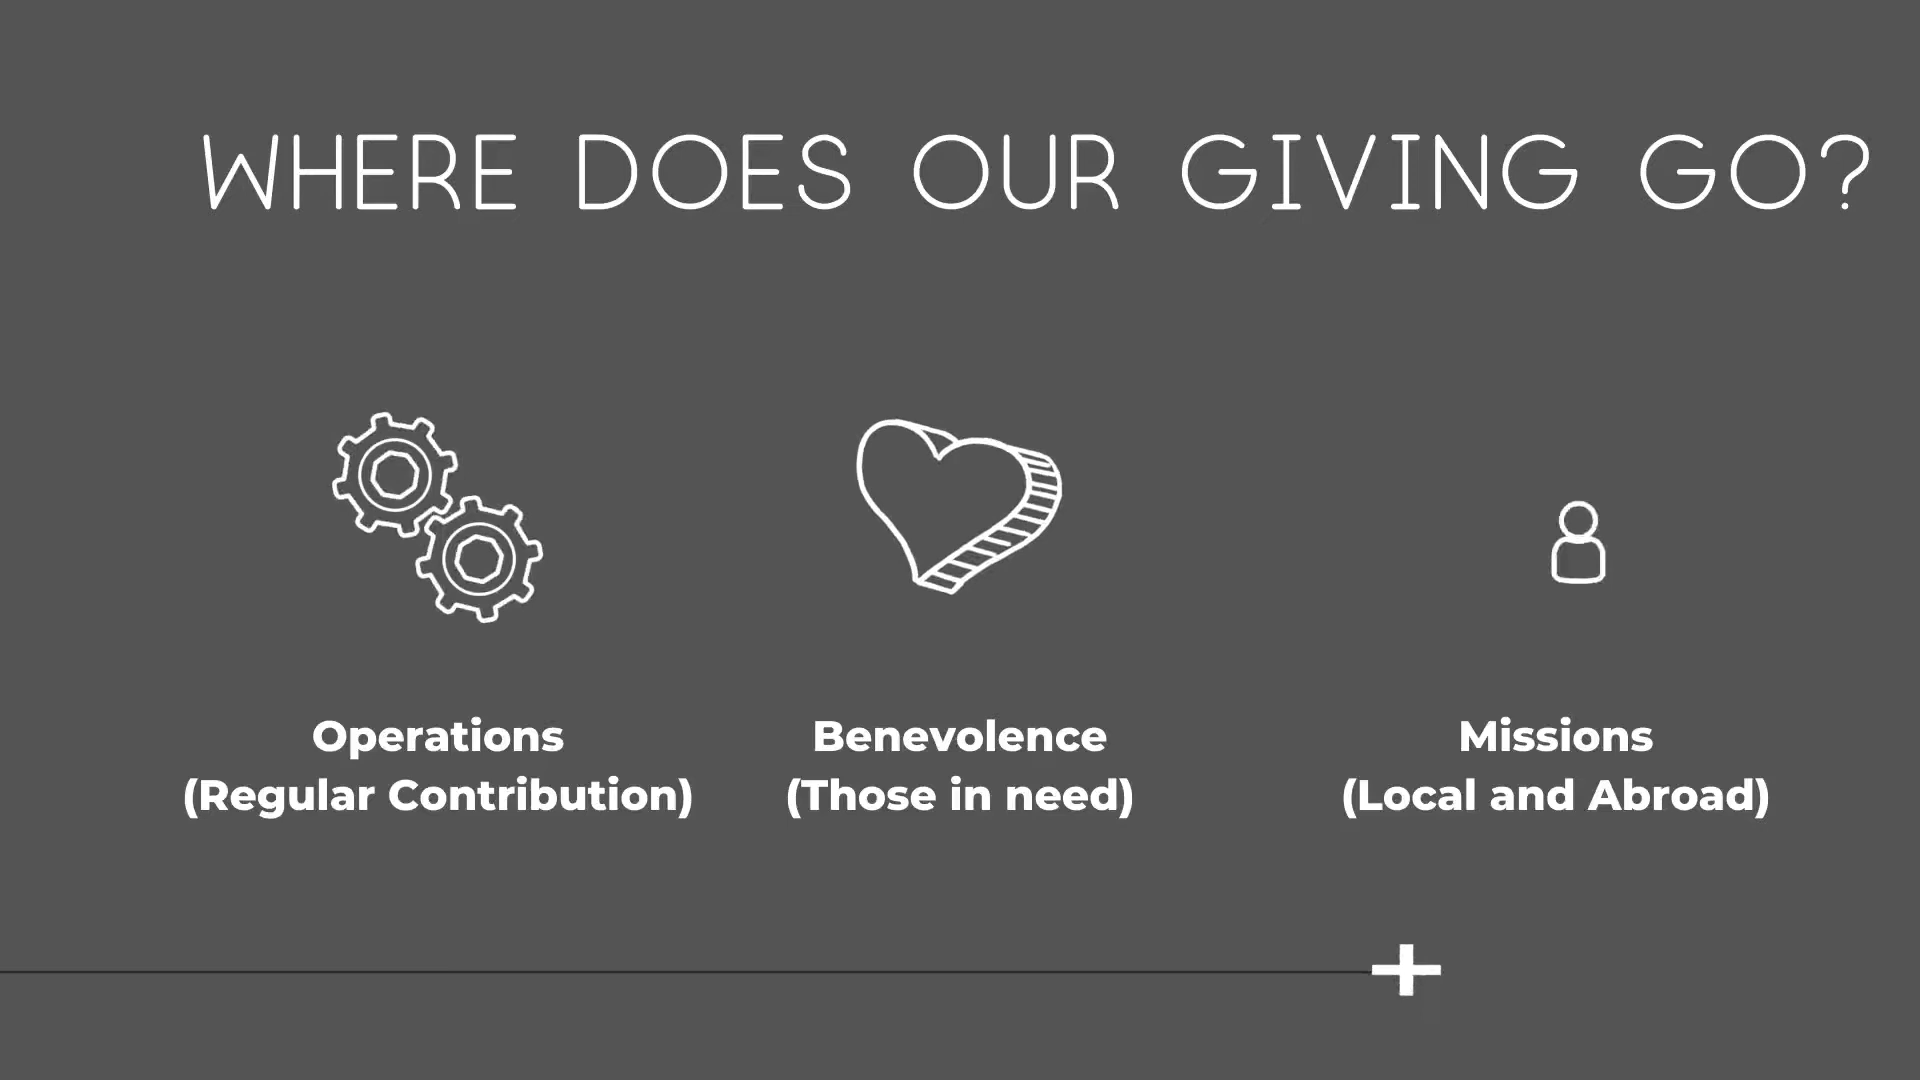 WHERE DOES OUR GIVING GO?
Operations
(Regular Contribution)
Benevolence
(Those in need)
Missions
(Local and Abroad)